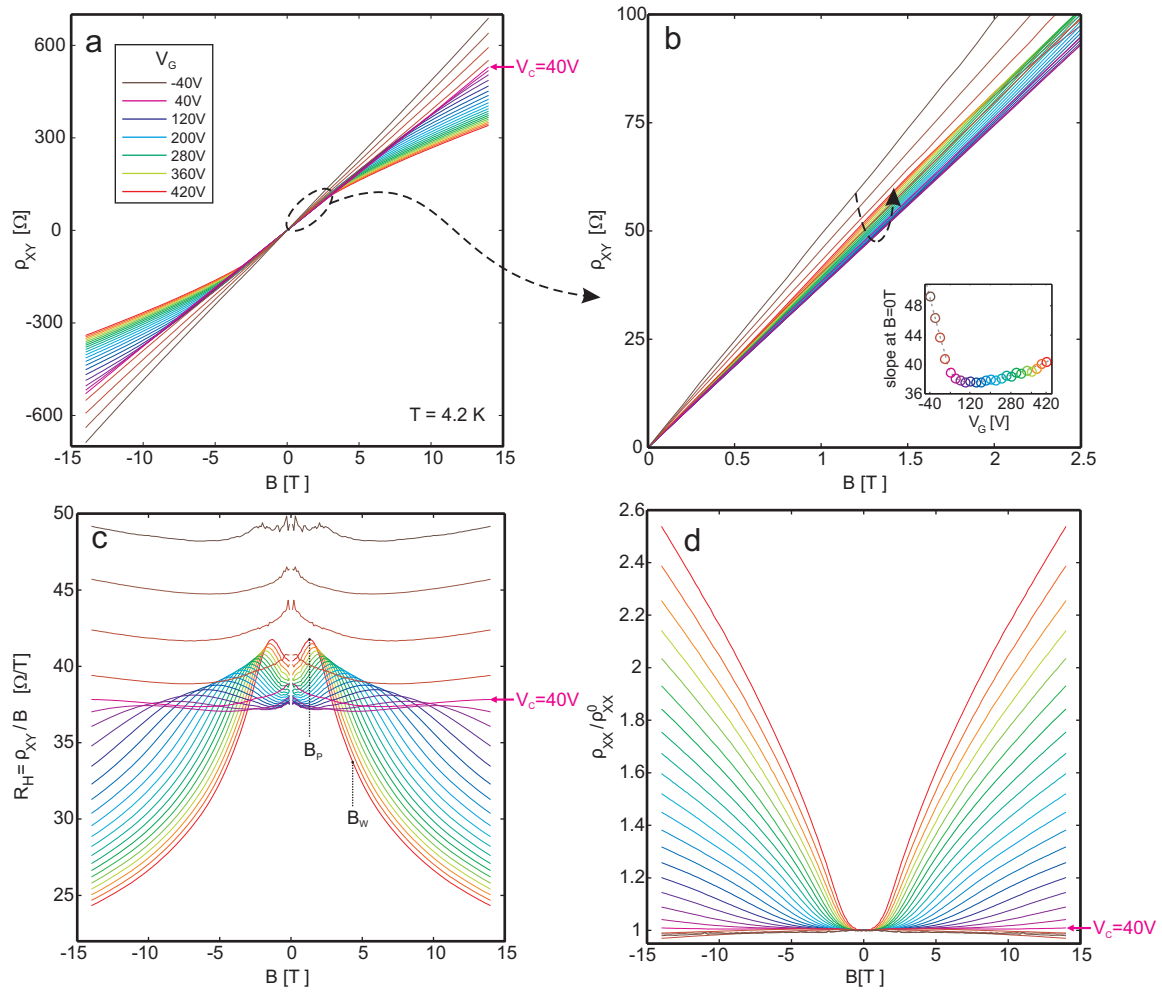 a
V_G
-40V
40V
120V
200V
280V
360V
420V
V_C=40V
T = 4.2 K
ρ_XY [Ω]
600
300
0
-300
-600
-15 -10 -5 0 5 10 15
B [T]
b
ρ_XY [Ω]
100
75
50
25
0
0 0.5 1 1.5 2 2.5
B [T]
slope at B=0T
48
44
40
36
-40 120 280 420
V_G [V]
c
R_H= ρ_XY / B [Ω/T]
50
45
40
35
30
25
V_C=40V
B_P
B_W
-15 -10 -5 0 5 10 15
B [T]
d
ρ_XX / ρ⁰_XX
2.6
2.4
2.2
2
1.8
1.6
1.4
1.2
1
V_C=40V
-15 -10 -5 0 5 10 15
B[T]